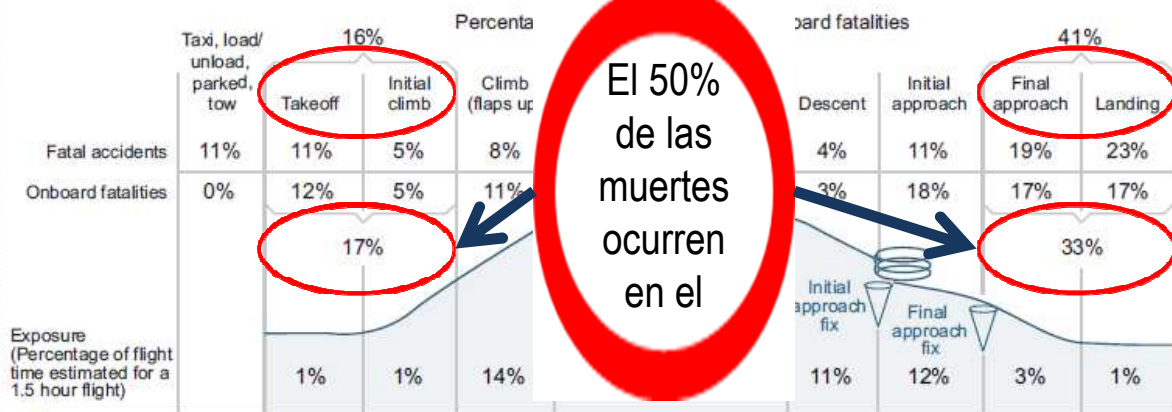 Percenta
oard fatalities
Taxi, load/
unload,
parked,
tow
16%
Takeoff
Initial
climb
Climb
(flaps up
El 50%
de las
muertes
ocurren
en el
Descent
Initial
approach
41%
Final
approach
Landing
Fatal accidents 11% 11% 5% 8% 4% 11% 19% 23%
Onboard fatalities 0% 12% 5% 11% 3% 18% 17% 17%
17%
33%
Initial
approach
fix
Final
approach
fix
Exposure
(Percentage of flight
time estimated for a
1.5 hour flight)
1% 1% 14% 11% 12% 3% 1%